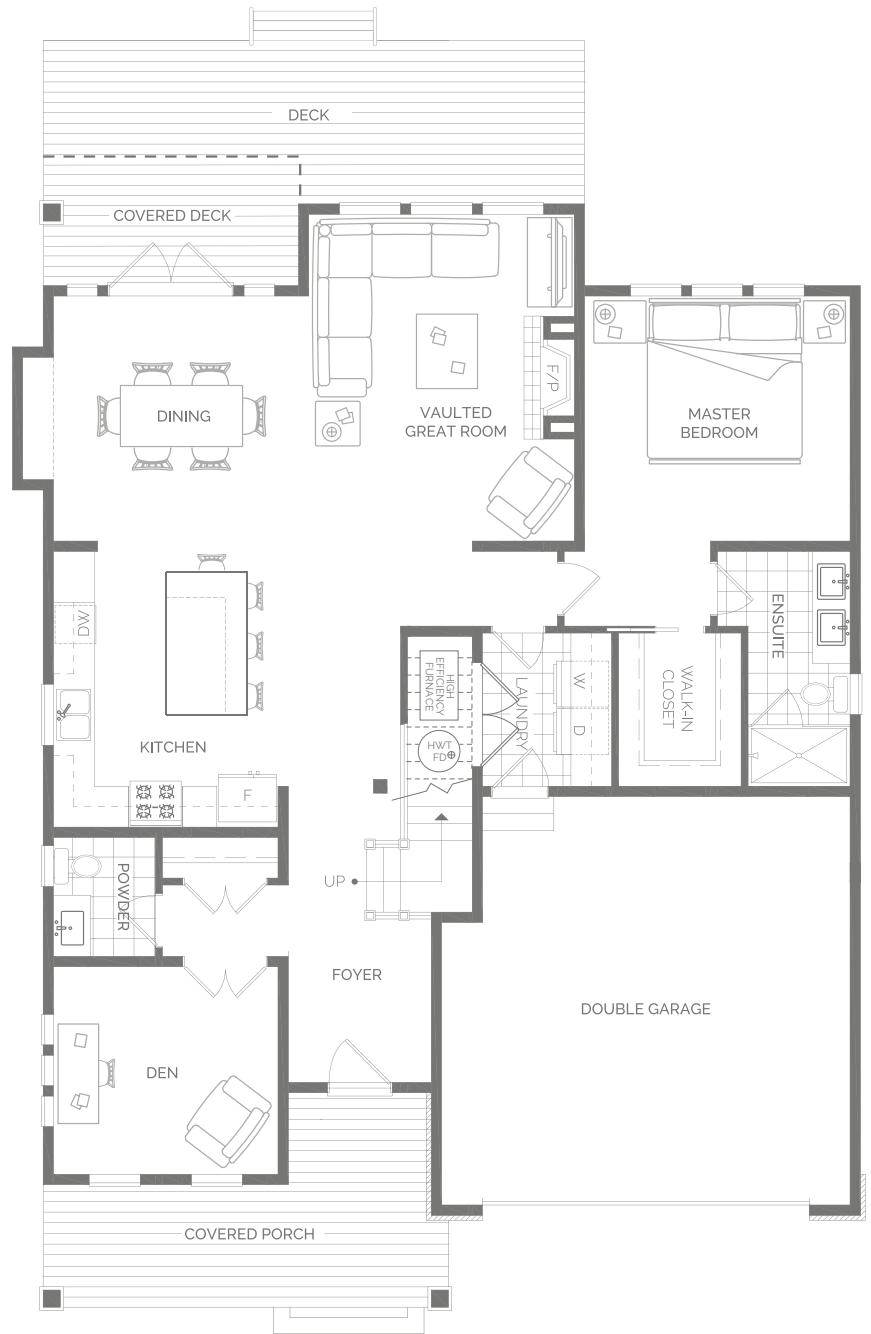 DECK
COVERED DECK
F/P
DINING
VAULTED
GREAT ROOM
MASTER
BEDROOM
DW
ENSUITE
HIGH
EFFICIENCY
FURNACE
LAUNDRY
W
D
WALK-IN
CLOSET
HWT
FD
KITCHEN
F
POWDER
UP
FOYER
DOUBLE GARAGE
DEN
COVERED PORCH